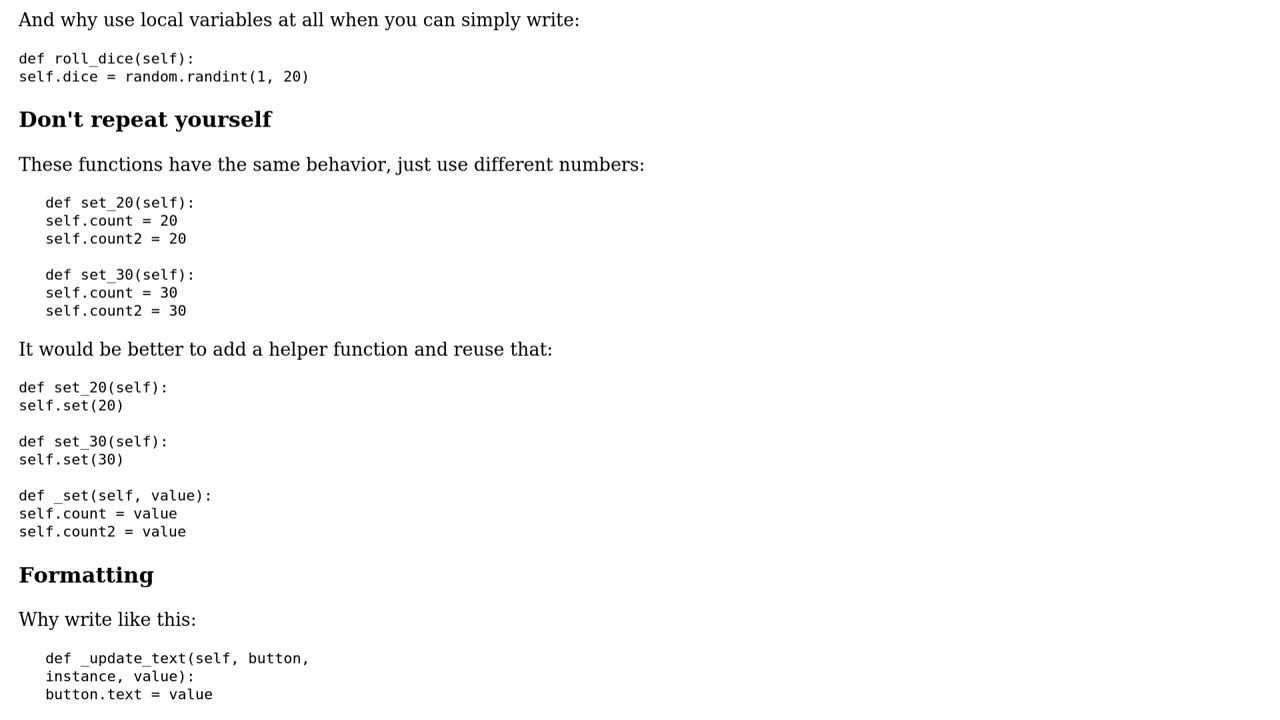 And why use local variables at all when you can simply write:
def roll_dice(self):
self.dice = random.randint(1, 20)
Don't repeat yourself
These functions have the same behavior, just use different numbers:
def set_20(self):
self.count = 20
self.count2 = 20
def set_30(self):
self.count = 30
self.count2 = 30
It would be better to add a helper function and reuse that:
def set_20(self):
self.set(20)
def set_30(self):
self.set(30)
def _set(self, value):
self.count = value
self.count2 = value
Formatting
Why write like this:
def _update_text(self, button,
instance, value):
button.text = value